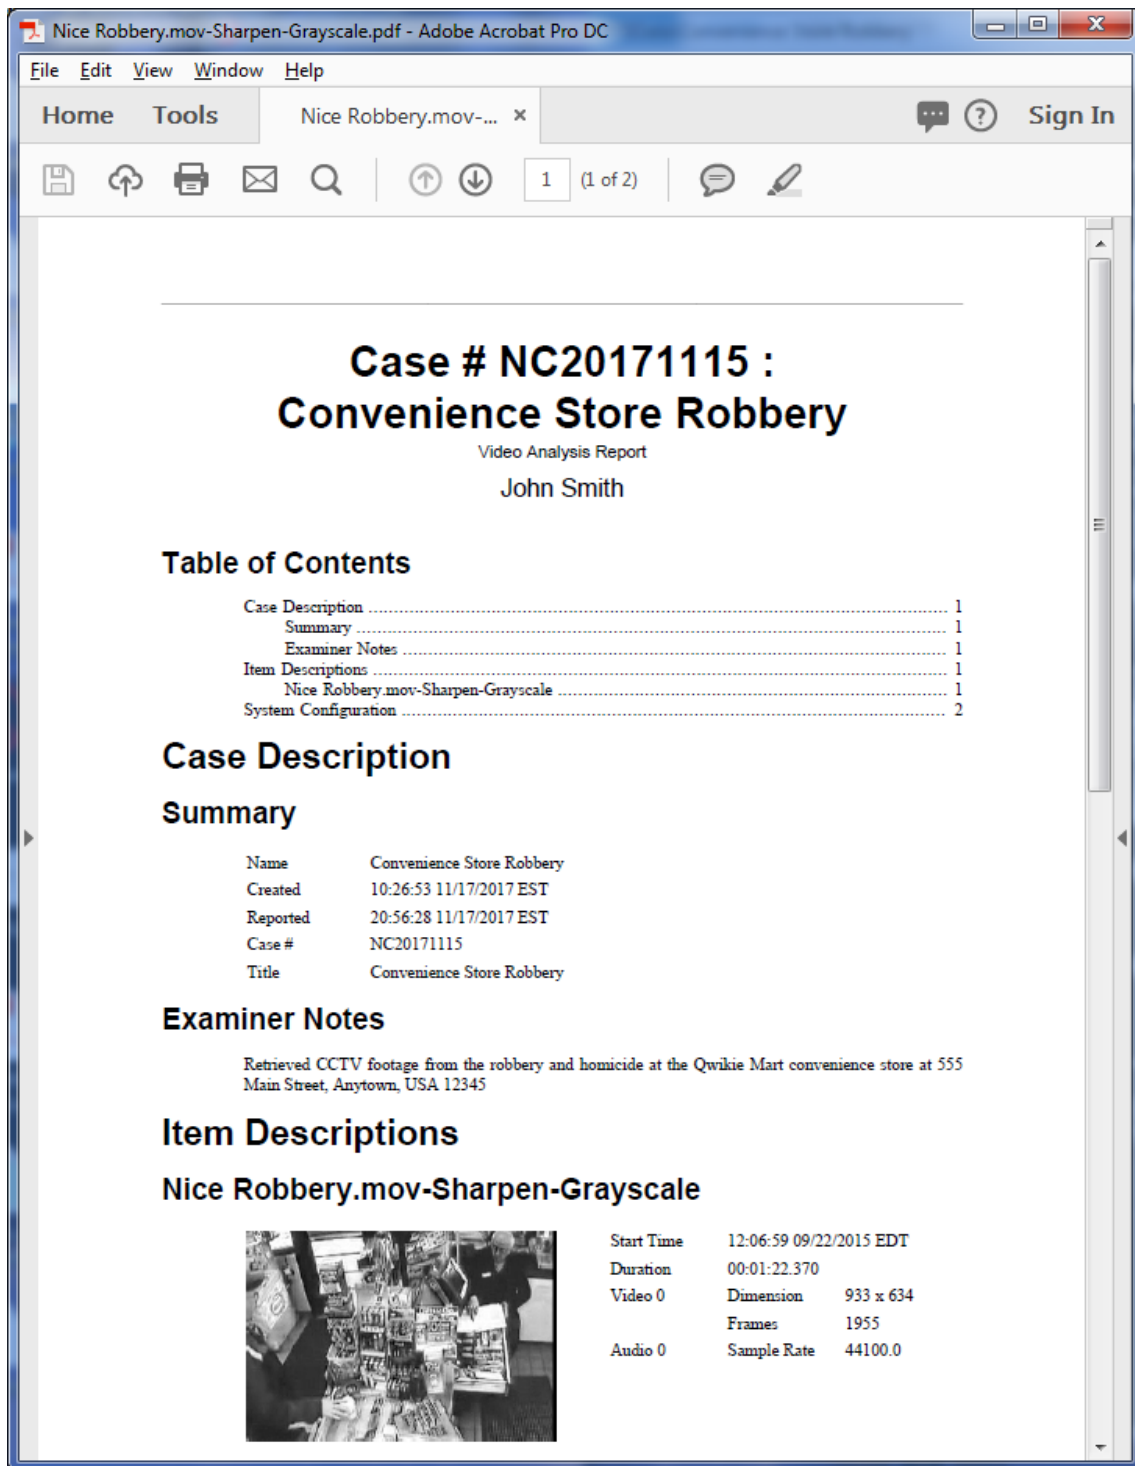 Nice Robbery.mov-Sharpen-Grayscale.pdf - Adobe Acrobat Pro DC
File Edit View Window Help
Home Tools Nice Robbery.mov-... × Sign In
1 (1 of 2)
Case # NC20171115 :
Convenience Store Robbery
Video Analysis Report
John Smith
Table of Contents
Case Description ........ 1
Summary ........ 1
Examiner Notes ........ 1
Item Descriptions ........ 1
Nice Robbery.mov-Sharpen-Grayscale ........ 1
System Configuration ........ 2
Case Description
Summary
Name Convenience Store Robbery
Created 10:26:53 11/17/2017 EST
Reported 20:56:28 11/17/2017 EST
Case # NC20171115
Title Convenience Store Robbery
Examiner Notes
Retrieved CCTV footage from the robbery and homicide at the Qwikie Mart convenience store at 555
Main Street, Anytown, USA 12345
Item Descriptions
Nice Robbery.mov-Sharpen-Grayscale
Start Time 12:06:59 09/22/2015 EDT
Duration 00:01:22.370
Video 0 Dimension 933 x 634
Frames 1955
Audio 0 Sample Rate 44100.0